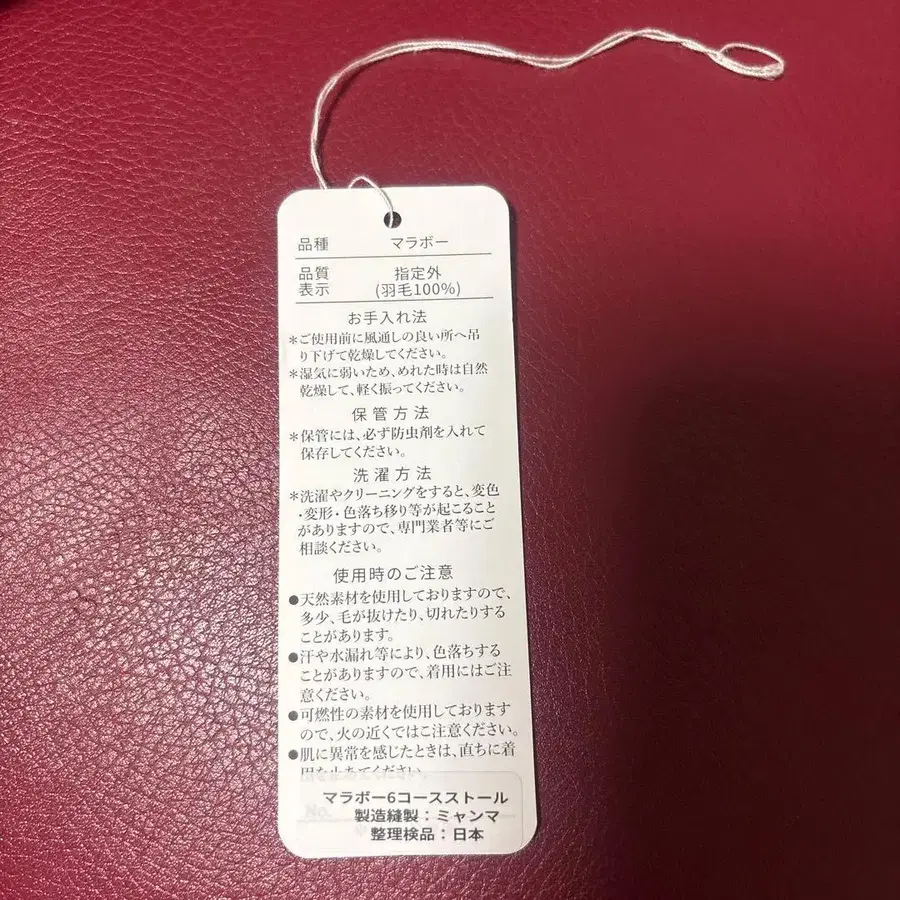 品種 マラボー
品質 指定外
表示 (羽毛100%)
お手入れ法
*ご使用前に風通しの良い所へ吊
り下げて乾燥してください。
*湿気に弱いため、めれた時は自然
乾燥して、軽く振ってください。
保管方法
*保管には、必ず防虫剤を入れて
保存してください。
洗濯方法
*洗濯やクリーニングをすると、変色
・変形・色落ち移り等が起こること
がありますので、専門業者等にご
相談ください。
使用時のご注意
●天然素材を使用しておりますので、
多少、毛が抜けたり、切れたりする
ことがあります。
●汗や水漏れ等により、色落ちする
ことがありますので、着用にはご注
意ください。
●可燃性の素材を使用しております
ので、火の近くではご注意ください。
●肌に異常を感じたときは、直ちに着
用を止めてください。
No.
マラボー6コースストール
製造縫製：ミャンマ
整理検品：日本